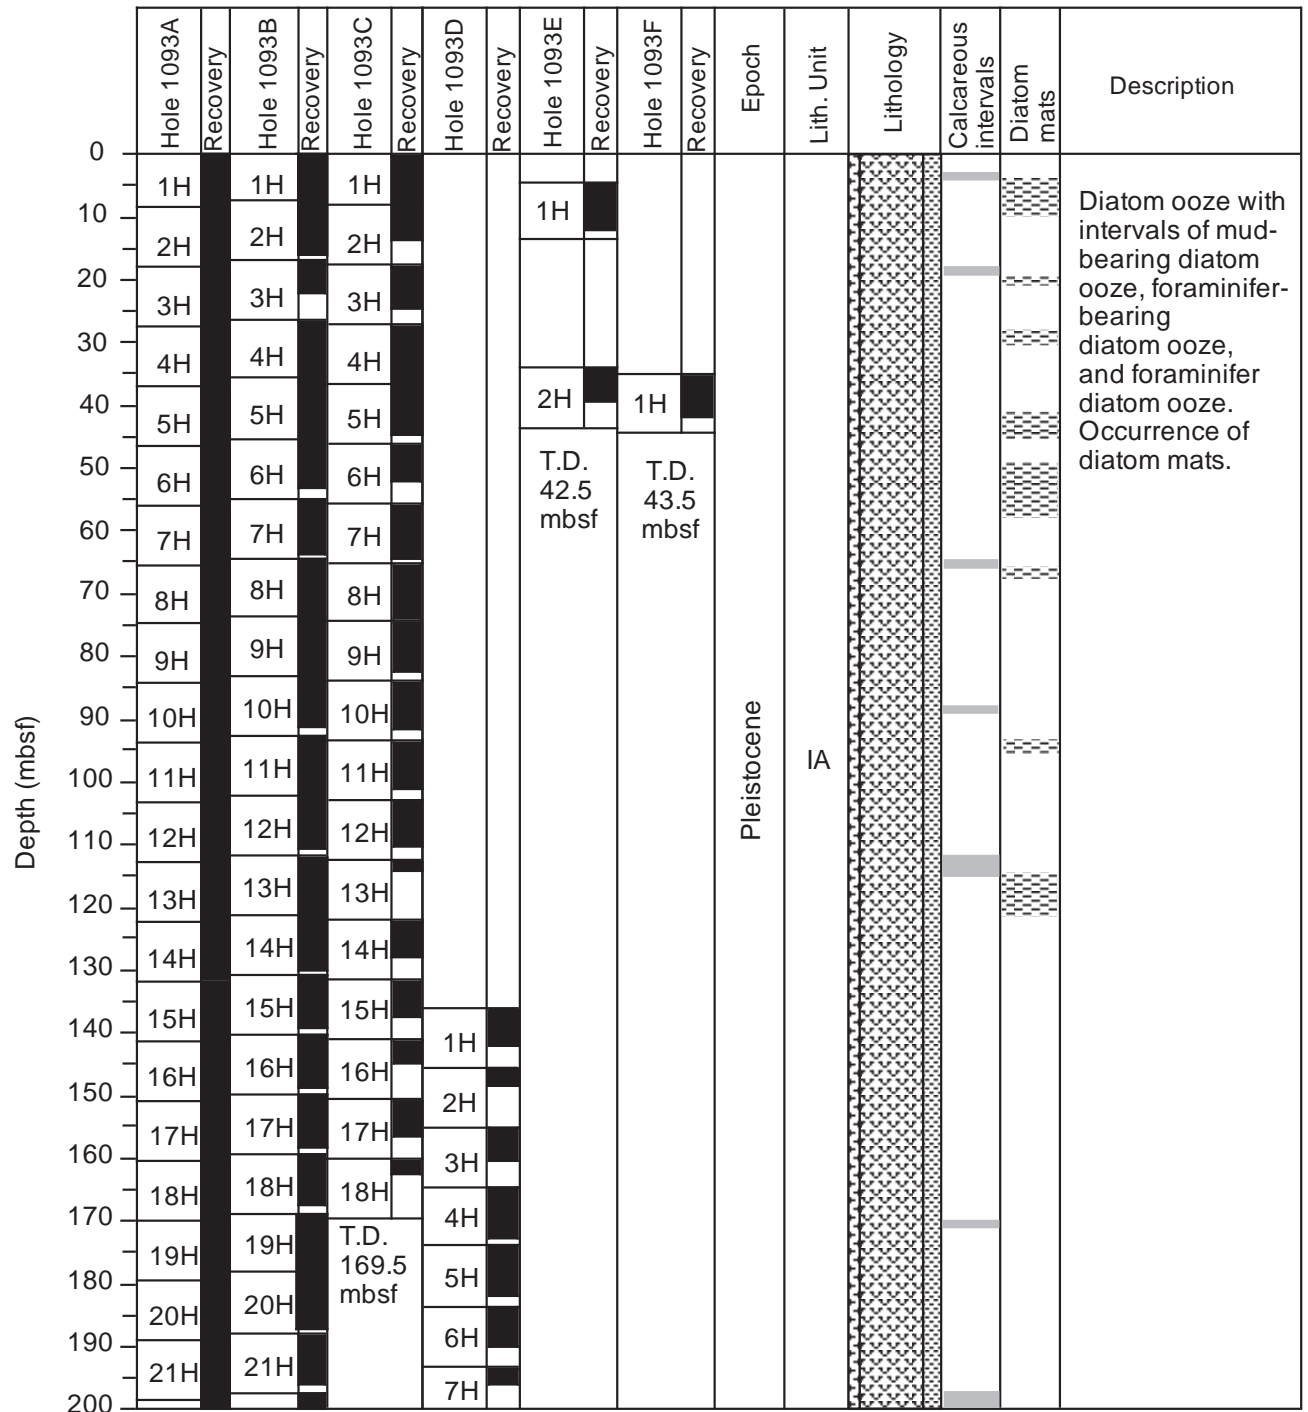 Hole 1093A
Recovery
Hole 1093B
Recovery
Hole 1093C
Recovery
Hole 1093D
Recovery
Hole 1093E
Recovery
Hole 1093F
Recovery
Epoch
Lith. Unit
Lithology
Calcareous
intervals
Diatom
mats
Description
Depth (mbsf)
0
10
20
30
40
50
60
70
80
90
100
110
120
130
140
150
160
170
180
190
200
1H
2H
3H
4H
5H
6H
7H
8H
9H
10H
11H
12H
13H
14H
15H
16H
17H
18H
19H
20H
21H
1H
2H
3H
4H
5H
6H
7H
8H
9H
10H
11H
12H
13H
14H
15H
16H
17H
18H
19H
20H
21H
1H
2H
3H
4H
5H
6H
7H
8H
9H
10H
11H
12H
13H
14H
15H
16H
17H
18H
T.D.
169.5
mbsf
1H
2H
3H
4H
5H
6H
7H
1H
2H
T.D.
42.5
mbsf
1H
T.D.
43.5
mbsf
Pleistocene
IA
Diatom ooze with
intervals of mud-
bearing diatom
ooze, foraminifer-
bearing
diatom ooze,
and foraminifer
diatom ooze.
Occurrence of
diatom mats.